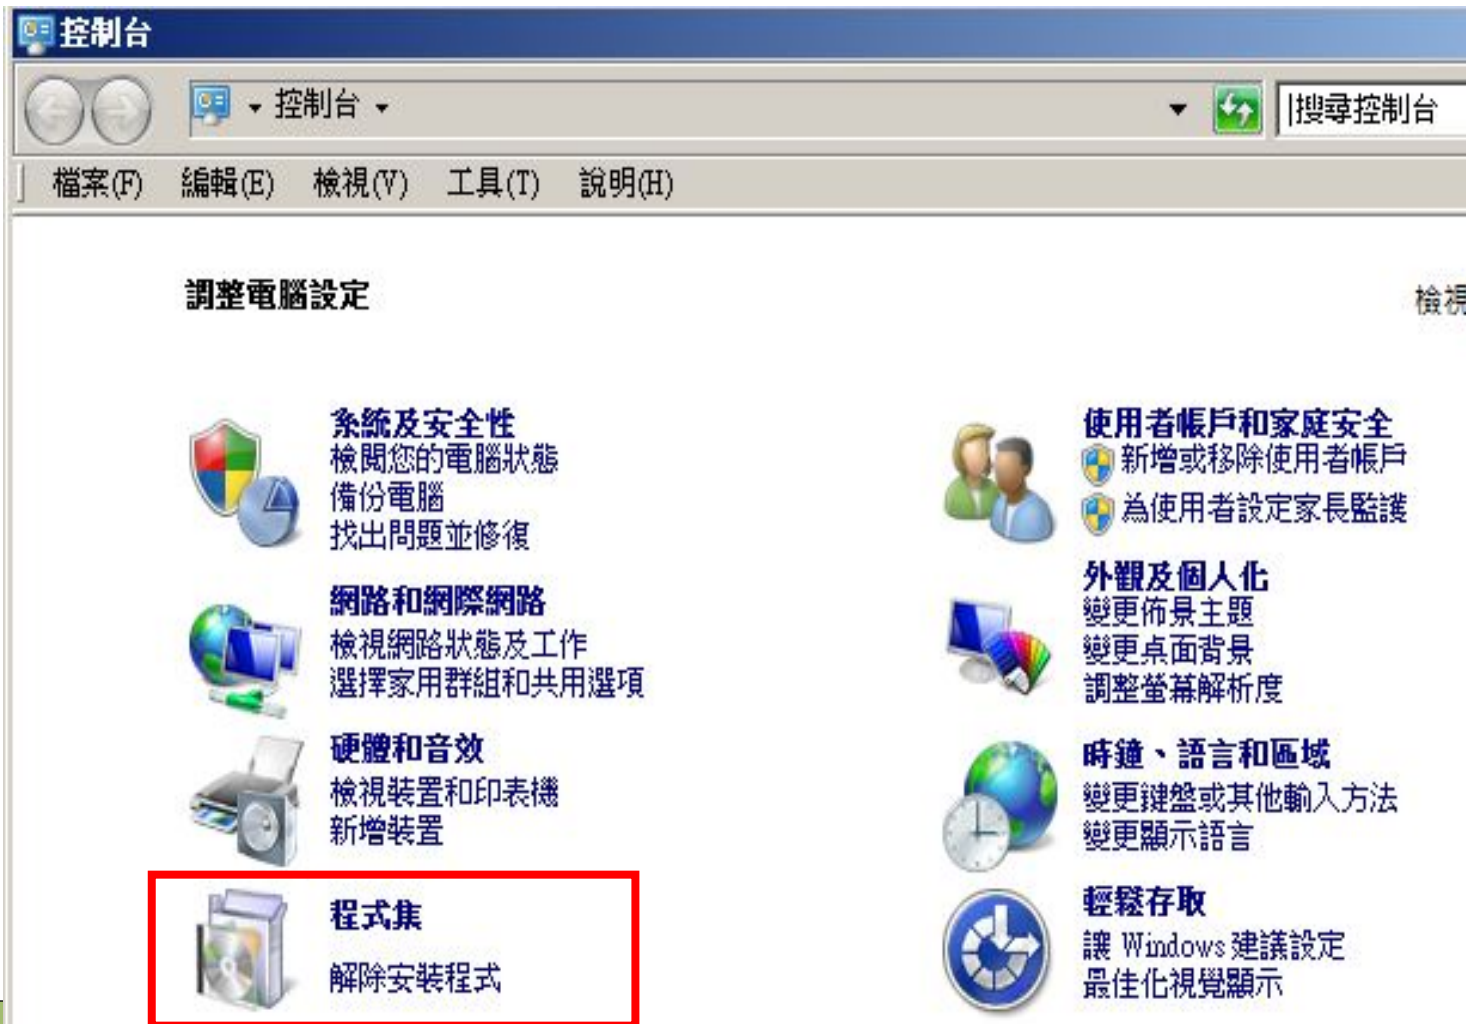 控制台
控制台
搜尋控制台
檔案(F) 編輯(E) 檢視(V) 工具(T) 說明(H)
調整電腦設定
檢視
系統及安全性
檢閱您的電腦狀態
備份電腦
找出問題並修復
網路和網際網路
檢視網路狀態及工作
選擇家用群組和共用選項
硬體和音效
檢視裝置和印表機
新增裝置
程式集
解除安裝程式
使用者帳戶和家庭安全
新增或移除使用者帳戶
為使用者設定家長監護
外觀及個人化
變更佈景主題
變更桌面背景
調整螢幕解析度
時鐘、語言和區域
變更鍵盤或其他輸入方法
變更顯示語言
輕鬆存取
讓 Windows 建議設定
最佳化視覺顯示